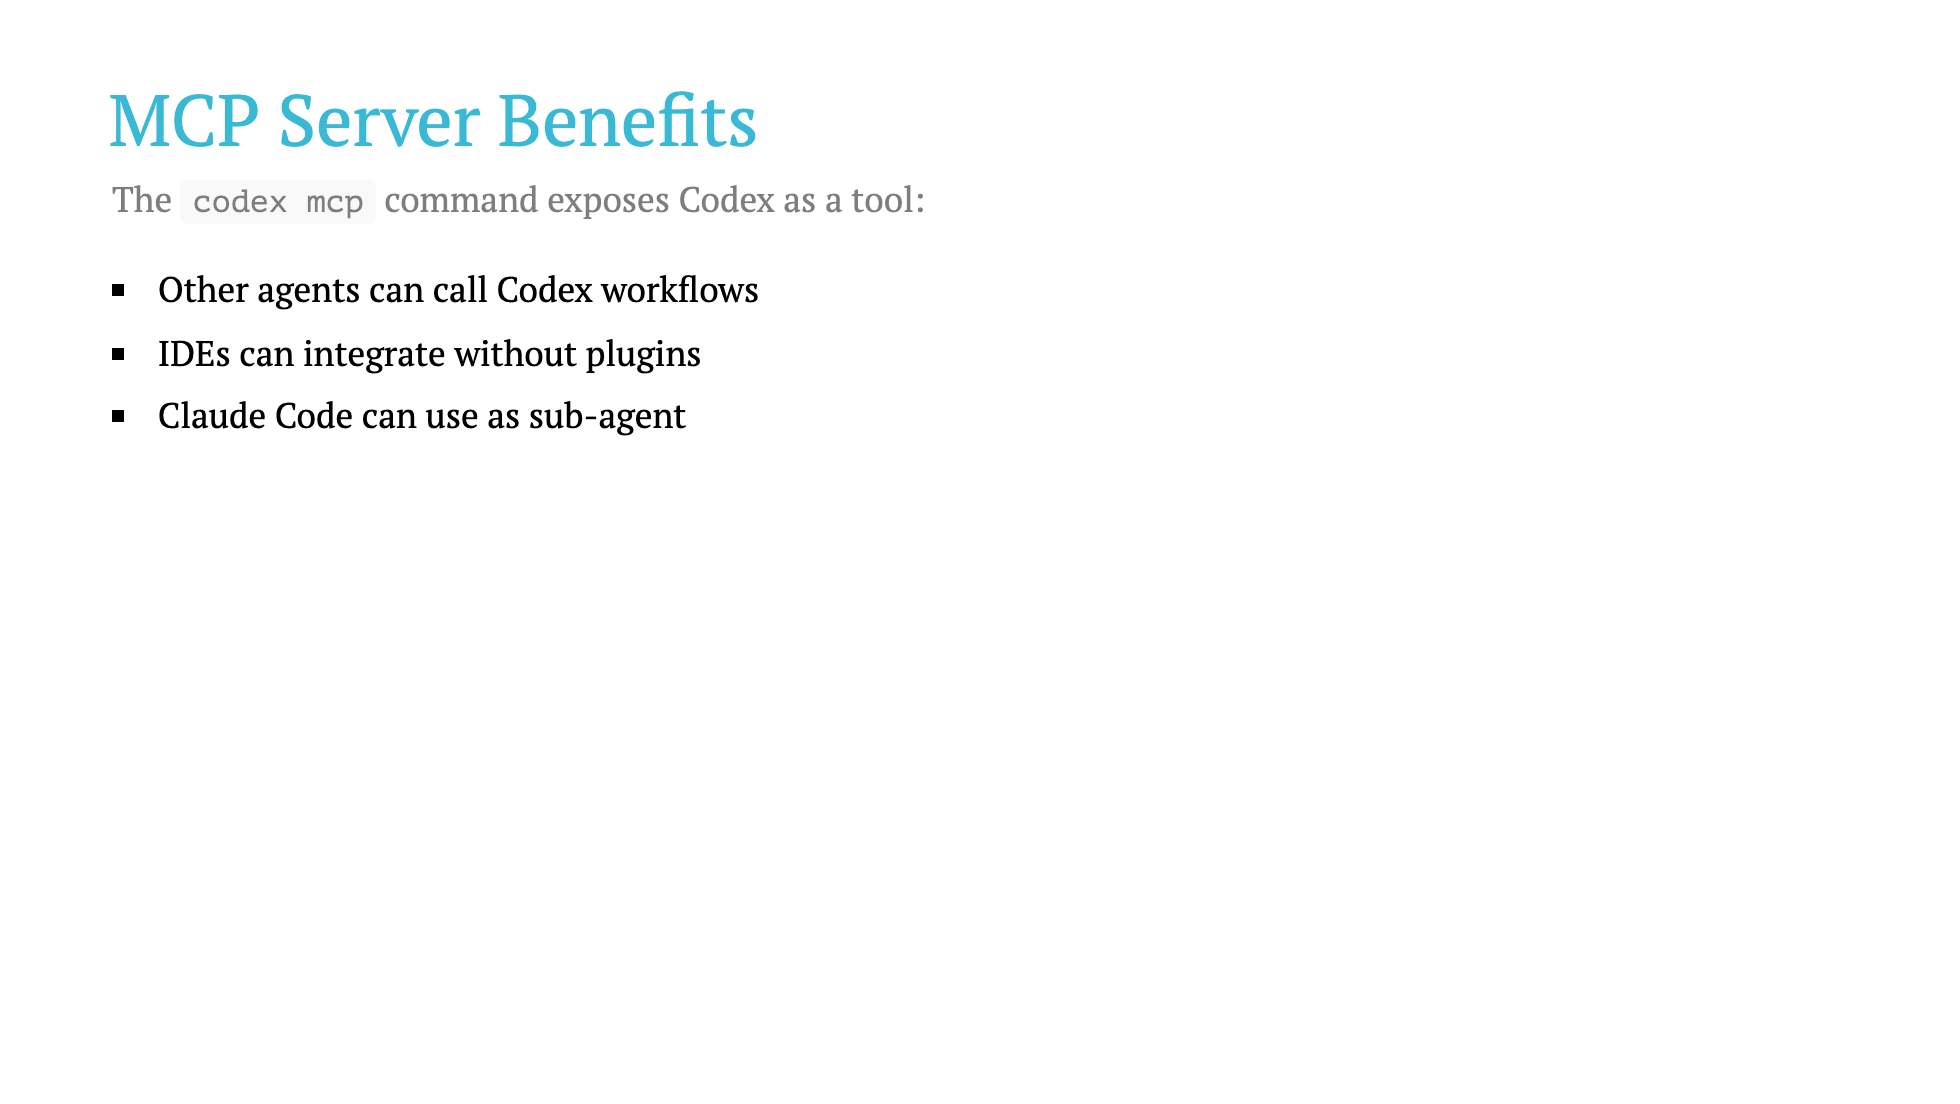 MCP Server Benefits
The codex mcp command exposes Codex as a tool:
▪ Other agents can call Codex workflows
▪ IDEs can integrate without plugins
▪ Claude Code can use as sub-agent